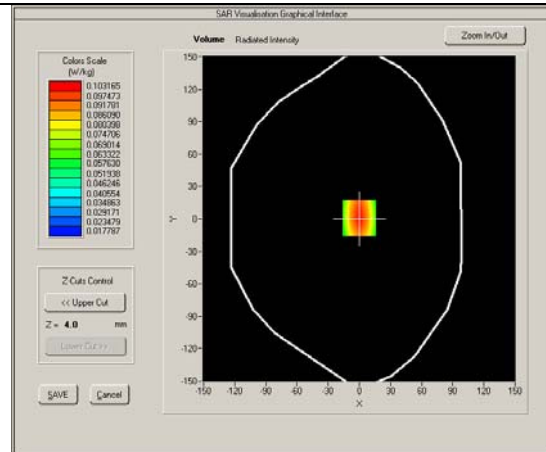 SAR Visualisation Graphical Interface
Volume Radiated Intensity
Zoom In/Out
Colors Scale
(W/kg)
0.103165
0.097473
0.091781
0.086090
0.080398
0.074706
0.069014
0.063322
0.057630
0.051938
0.046246
0.040554
0.034863
0.029171
0.023479
0.017787
Z Cuts Control
<< Upper Cut
Z = 4.0 mm
Lower Cut >>
SAVE
Cancel
150
120
90
60
30
0
-30
-60
-90
-120
-150
Y
-150 -120 -90 -60 -30 0 30 60 90 120 150
X